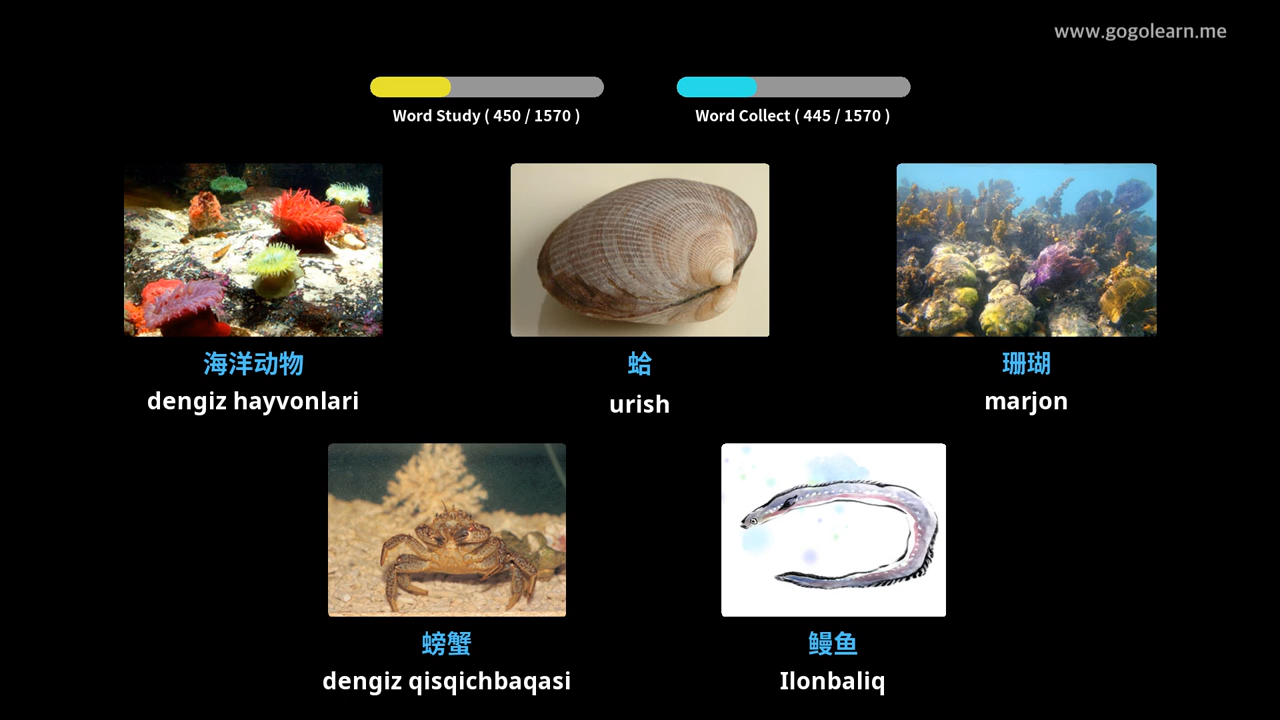 www.gogolearn.me
Word Study ( 450 / 1570 )
Word Collect ( 445 / 1570 )
海洋动物
dengiz hayvonlari
蛤
urish
珊瑚
marjon
螃蟹
dengiz qisqichbaqasi
鳗鱼
Ilonbaliq